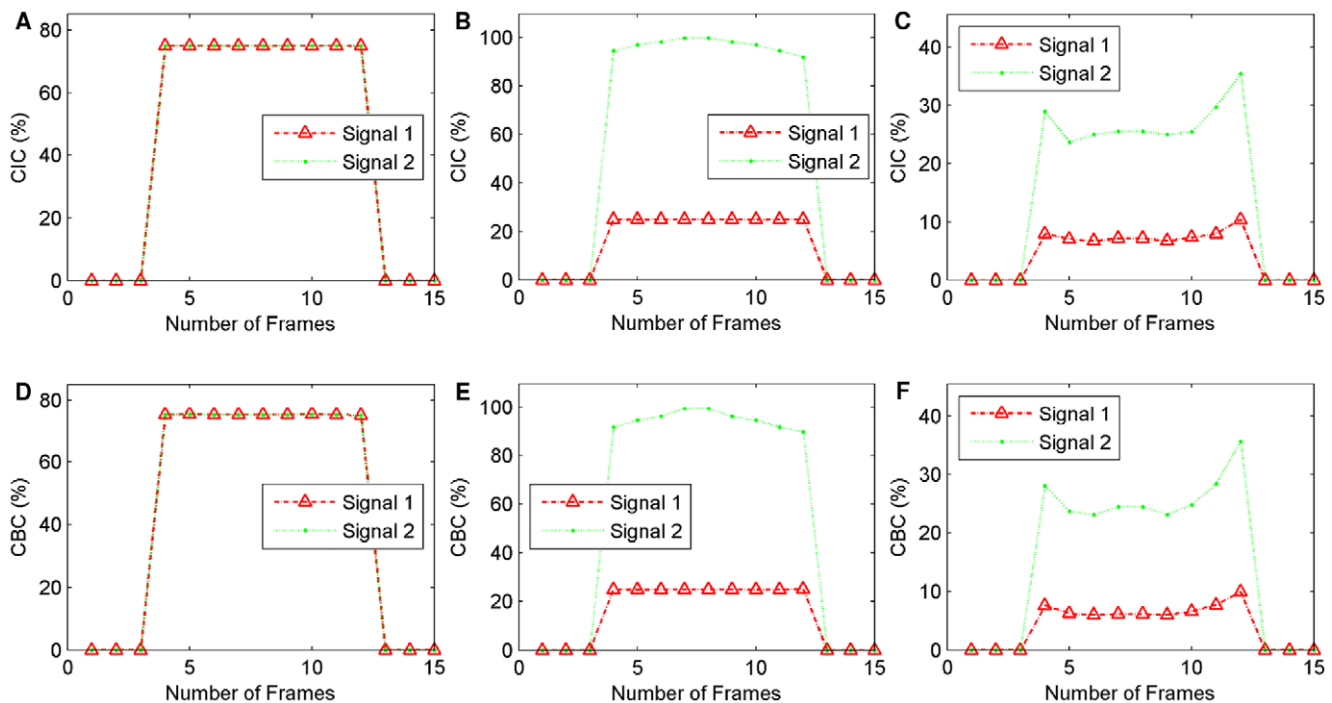 A
80
60
40
20
0
CIC (%)
Signal 1
Signal 2
0 5 10 15
Number of Frames
B
100
80
60
40
20
0
CIC (%)
Signal 1
Signal 2
0 5 10 15
Number of Frames
C
40
30
20
10
0
CIC (%)
Signal 1
Signal 2
0 5 10 15
Number of Frames
D
80
60
40
20
0
CBC (%)
Signal 1
Signal 2
0 5 10 15
Number of Frames
E
100
80
60
40
20
0
CBC (%)
Signal 1
Signal 2
0 5 10 15
Number of Frames
F
40
30
20
10
0
CBC (%)
Signal 1
Signal 2
0 5 10 15
Number of Frames